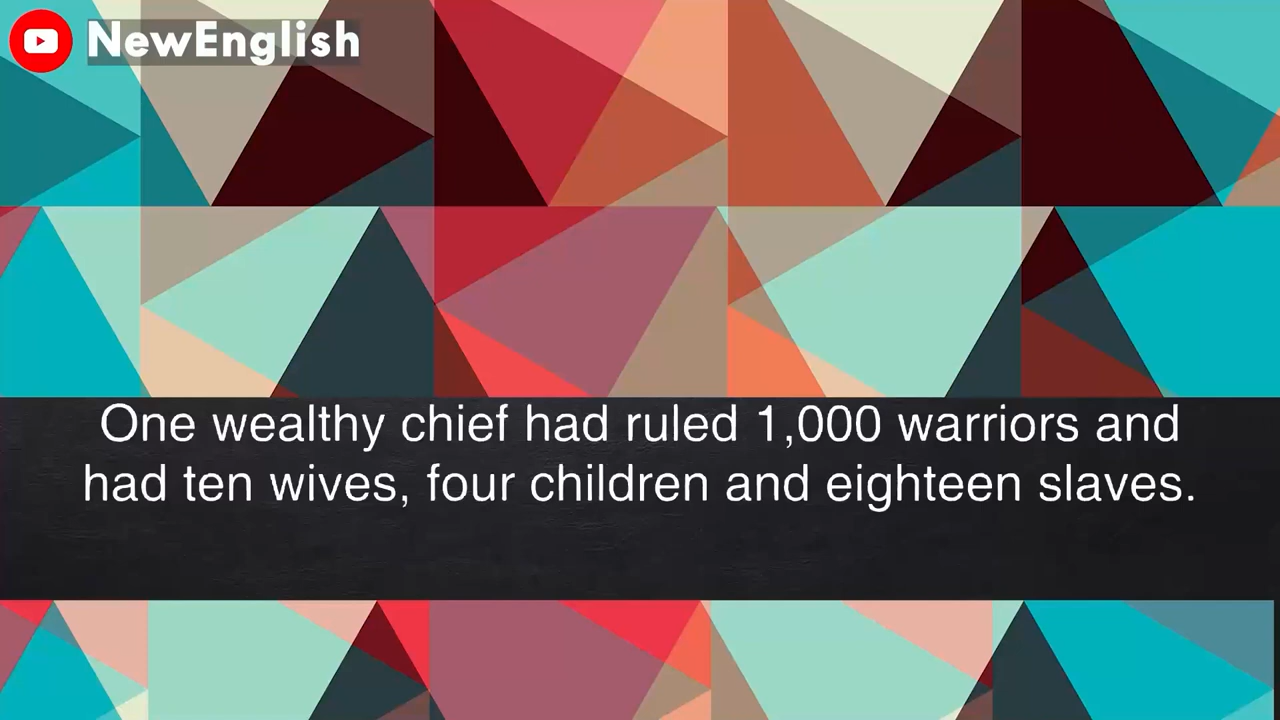 NewEnglish
One wealthy chief had ruled 1,000 warriors and
had ten wives, four children and eighteen slaves.